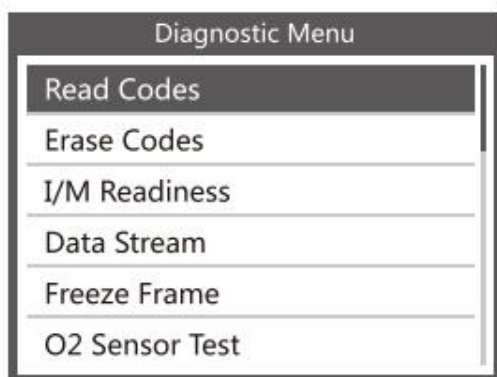 Diagnostic Menu
Read Codes
Erase Codes
I/M Readiness
Data Stream
Freeze Frame
O2 Sensor Test